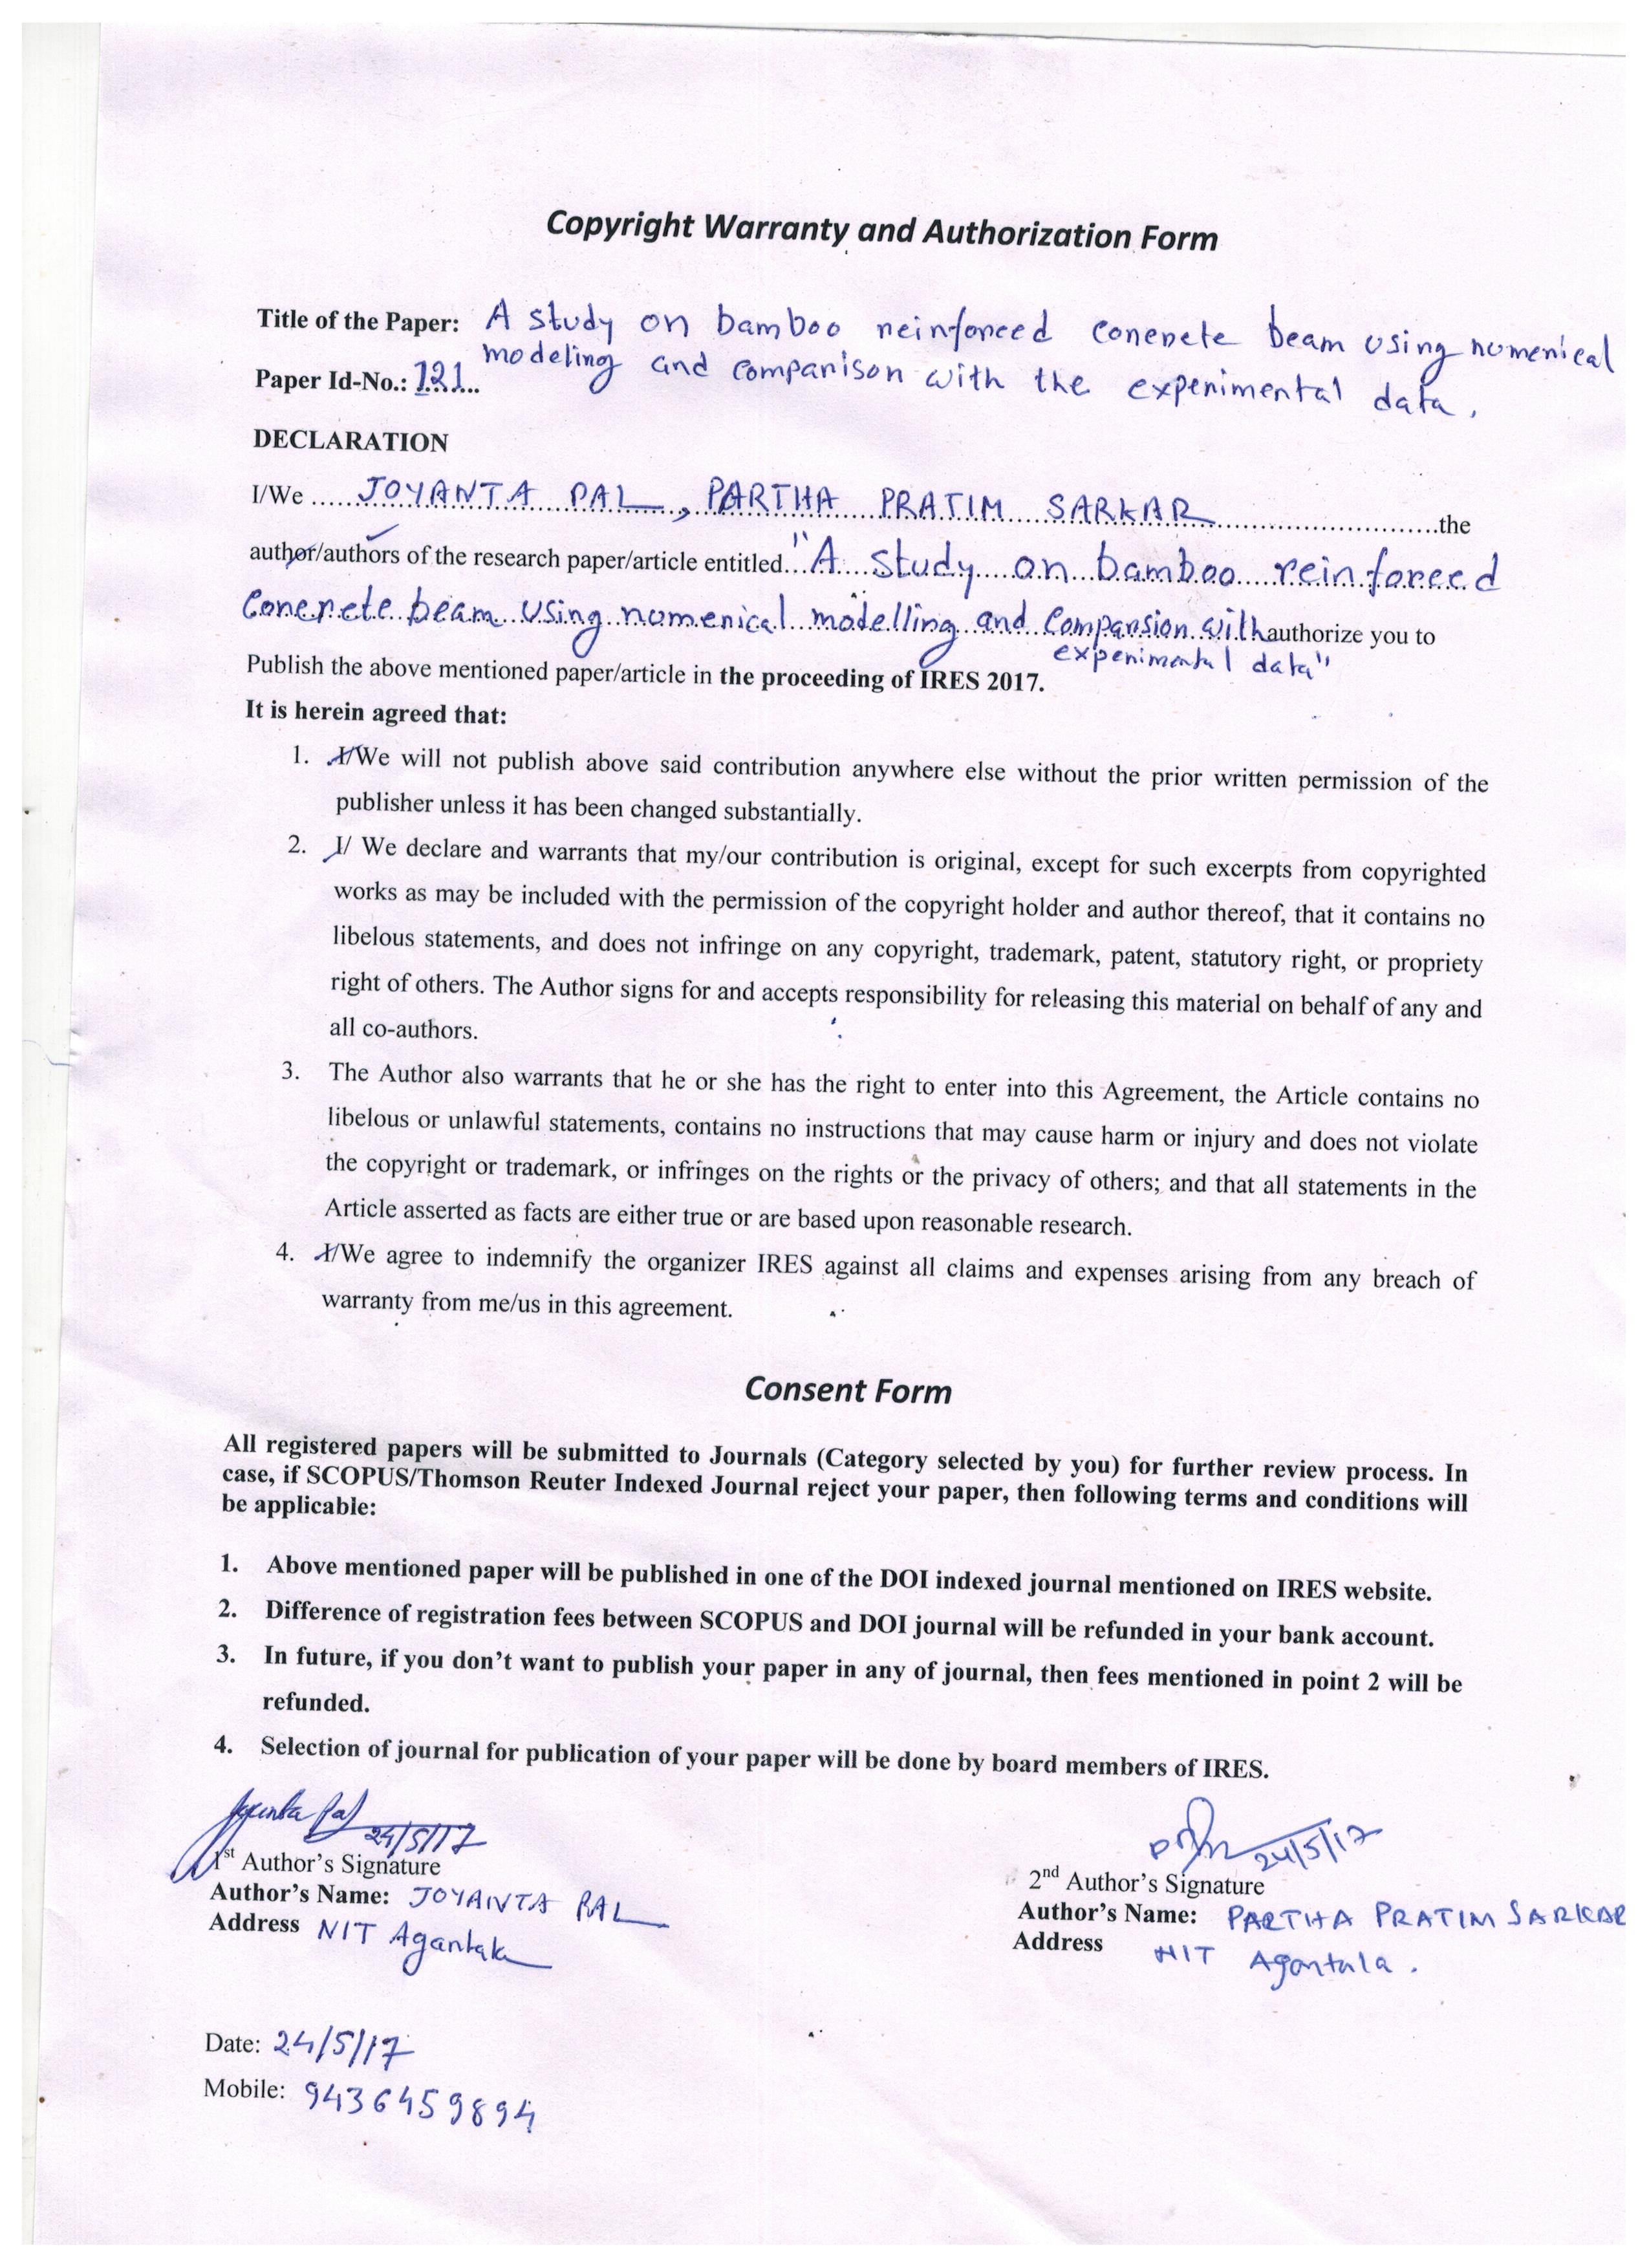 Copyright Warranty and Authorization Form
Title of the Paper: A study on bamboo reinforced concrete beam using numerical
modeling and comparison with the experimental data.
Paper Id-No.: 121
DECLARATION
I/We ..... JOYANTA PAL, PARTHA PRATIM SARKAR ..... the
author/authors of the research paper/article entitled... "A study on bamboo reinforced
concrete beam using numerical modelling and comparsion with authorize you to
experimental data"
Publish the above mentioned paper/article in the proceeding of IRES 2017.
It is herein agreed that:
1. I/We will not publish above said contribution anywhere else without the prior written permission of the
publisher unless it has been changed substantially.
2. I/ We declare and warrants that my/our contribution is original, except for such excerpts from copyrighted
works as may be included with the permission of the copyright holder and author thereof, that it contains no
libelous statements, and does not infringe on any copyright, trademark, patent, statutory right, or propriety
right of others. The Author signs for and accepts responsibility for releasing this material on behalf of any and
all co-authors.
3. The Author also warrants that he or she has the right to enter into this Agreement, the Article contains no
libelous or unlawful statements, contains no instructions that may cause harm or injury and does not violate
the copyright or trademark, or infringes on the rights or the privacy of others; and that all statements in the
Article asserted as facts are either true or are based upon reasonable research.
4. I/We agree to indemnify the organizer IRES against all claims and expenses arising from any breach of
warranty from me/us in this agreement.
Consent Form
All registered papers will be submitted to Journals (Category selected by you) for further review process. In
case, if SCOPUS/Thomson Reuter Indexed Journal reject your paper, then following terms and conditions will
be applicable:
1. Above mentioned paper will be published in one of the DOI indexed journal mentioned on IRES website.
2. Difference of registration fees between SCOPUS and DOI journal will be refunded in your bank account.
3. In future, if you don't want to publish your paper in any of journal, then fees mentioned in point 2 will be
refunded.
4. Selection of journal for publication of your paper will be done by board members of IRES.
Joyanta Pal 24/5/17
1st Author's Signature
Author's Name: JOYANTA PAL
Address NIT Agartala
24/5/17
2nd Author's Signature
Author's Name: PARTHA PRATIM SARKAR
Address NIT Agartala.
Date: 24/5/17
Mobile: 9436459894